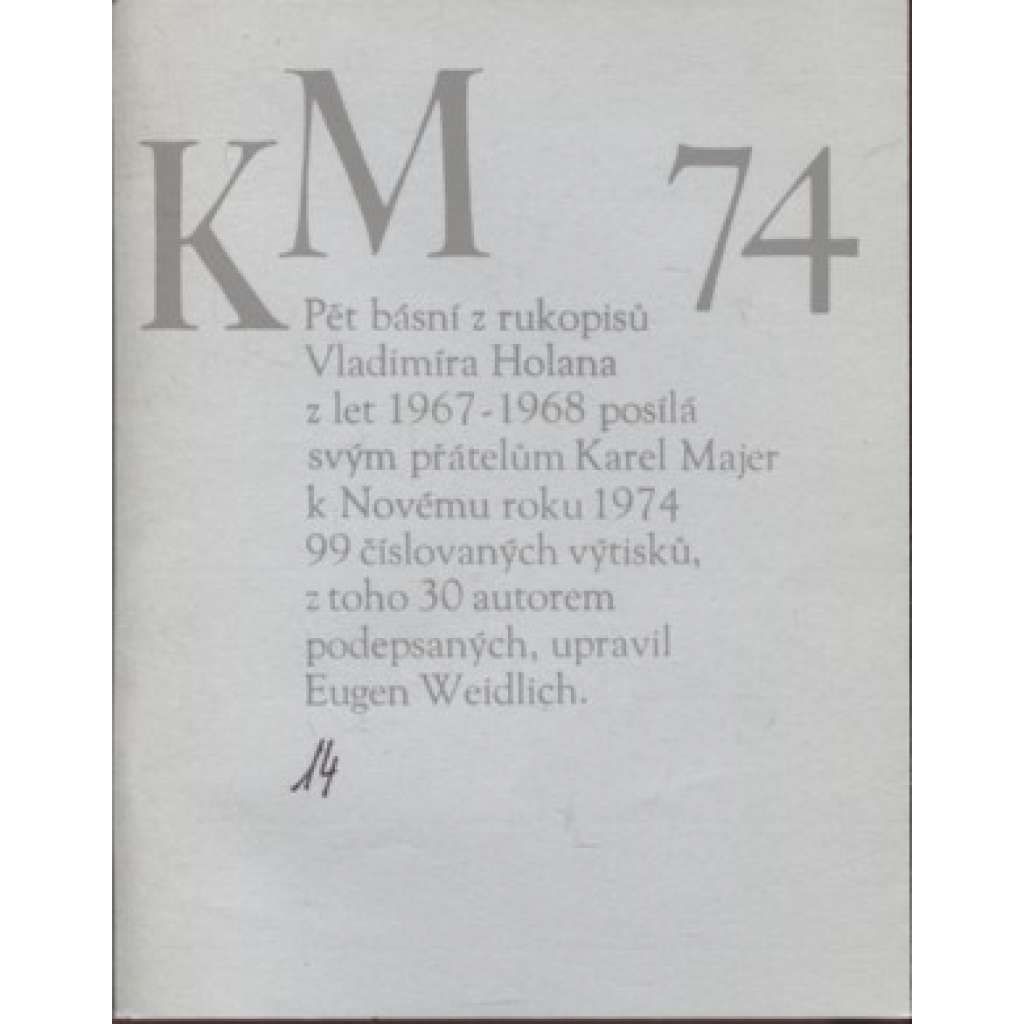 KM 74
Pět básní z rukopisů
Vladimíra Holana
z let 1967-1968 posílá
svým přátelům Karel Majer
k Novému roku 1974
99 číslovaných výtisků,
z toho 30 autorem
podepsaných, upravil
Eugen Weidlich.
14